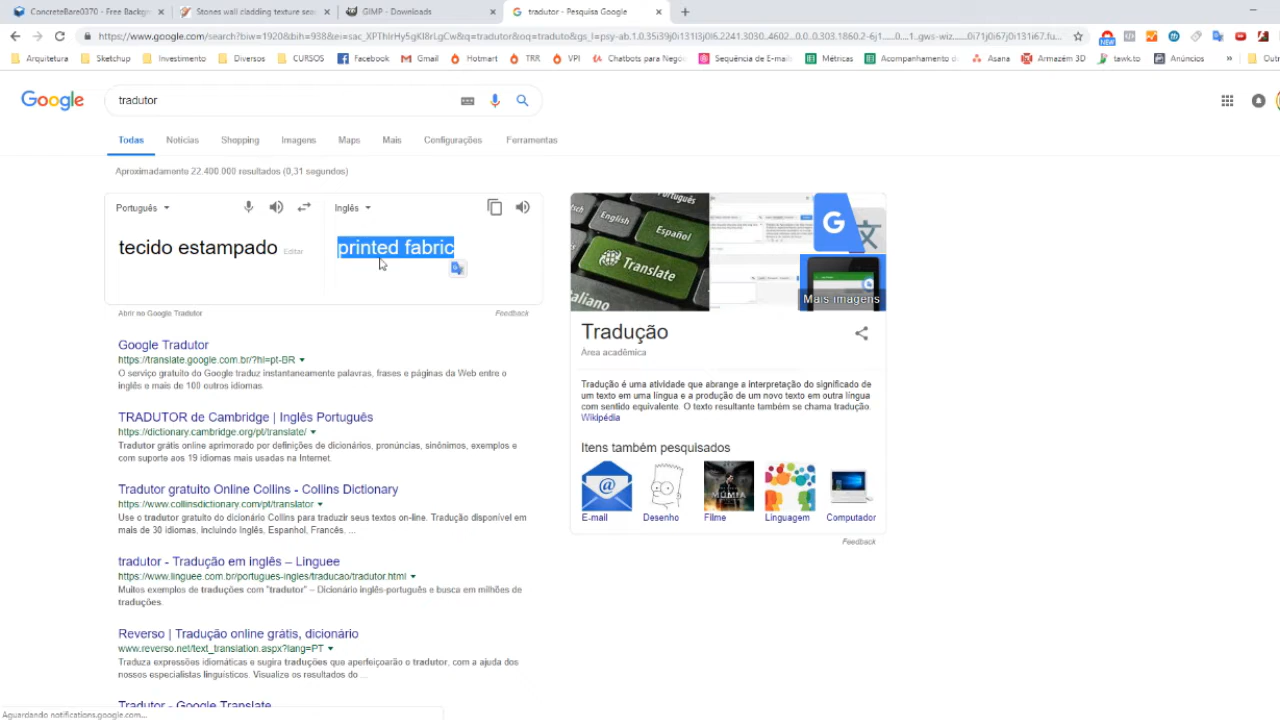 ConcreteBare0370 - Free Backg
Stones wall cladding texture sea
GIMP - Downloads
tradutor - Pesquisa Google
Arquitetura
Sketchup
Investimento
Diversos
CURSOS
Facebook
Gmail
Hotmart
TRR
VPI
Chatbots para Negó
Sequência de E-mail
Métricas
Acompanhamento d
Asana
Armazém 3D
tawk.to
Anúncios
»
Google
tradutor
Todas
Notícias
Shopping
Imagens
Maps
Mais
Configurações
Ferramentas
Aproximadamente 22.400.000 resultados (0,31 segundos)
Português
Inglês
tecido estampado
Editar
printed fabric
Abrir no Google Tradutor
Feedback
Google Tradutor
https://translate.google.com.br/?hl=pt-BR
O serviço gratuito do Google traduz instantaneamente palavras, frases e páginas da Web entre o
inglês e mais de 100 outros idiomas.
TRADUTOR de Cambridge | Inglês Português
https://dictionary.cambridge.org/pt/translate/
Tradutor grátis online aprimorado por definições de dicionários, pronúncias, sinônimos, exemplos e
com suporte aos 19 idiomas mais usadas na Internet.
Tradutor gratuito Online Collins - Collins Dictionary
https://www.collinsdictionary.com/pt/translator
Use o tradutor gratuito do dicionário Collins para traduzir seus textos on-line. Tradução disponível em
mais de 30 idiomas, incluindo Inglês, Espanhol, Francês, ...
tradutor - Tradução em inglês – Linguee
https://www.linguee.com.br/portugues-ingles/traducao/tradutor.html
Muitos exemplos de traduções com "tradutor" – Dicionário inglês-português e busca em milhões de
traduções.
Reverso | Tradução online grátis, dicionário
www.reverso.net/text_translation.aspx?lang=PT
Traduza expressões idiomáticas e sugira traduções que aperfeiçoarão o tradutor, com a ajuda dos
nossos especialistas linguísticos. Visualize os resultados do ...
Tradutor - Google Translate
Português
English
Español
Translate
Italiano
G
Mais imagens
Tradução
Área acadêmica
Tradução é uma atividade que abrange a interpretação do significado de
um texto em uma língua e a produção de um novo texto em outra língua
com sentido equivalente. O texto resultante também se chama tradução.
Wikipédia
Itens também pesquisados
MÚMIA
E-mail
Desenho
Filme
Linguagem
Computador
Feedback
Aguardando notifications.google.com...